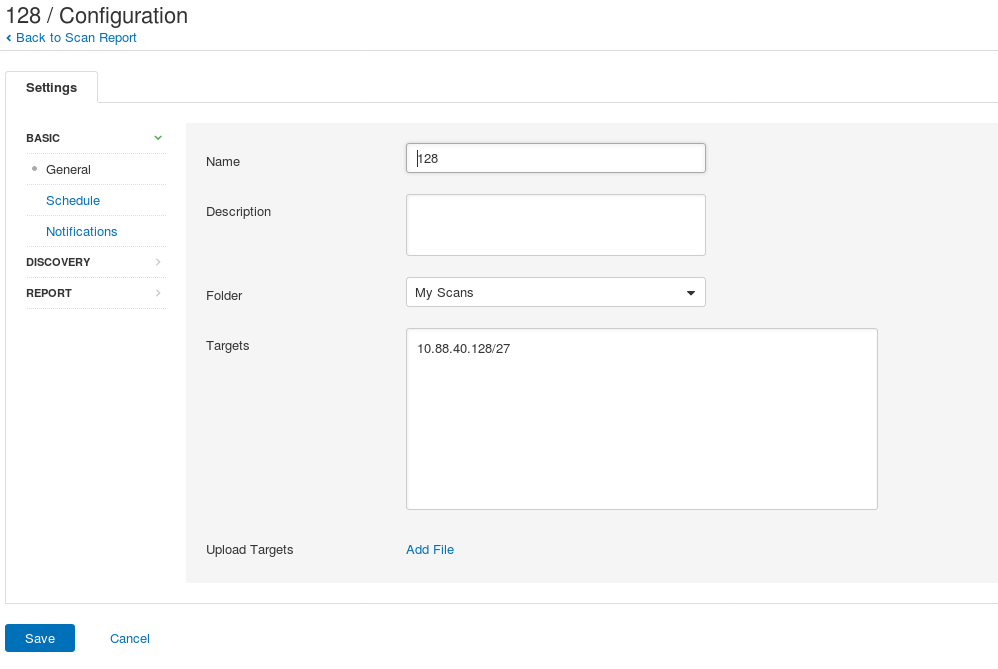 128 / Configuration
Back to Scan Report
Settings
BASIC
General
Schedule
Notifications
DISCOVERY
REPORT
Name
128
Description
Folder
My Scans
Targets
10.88.40.128/27
Upload Targets
Add File
Save
Cancel